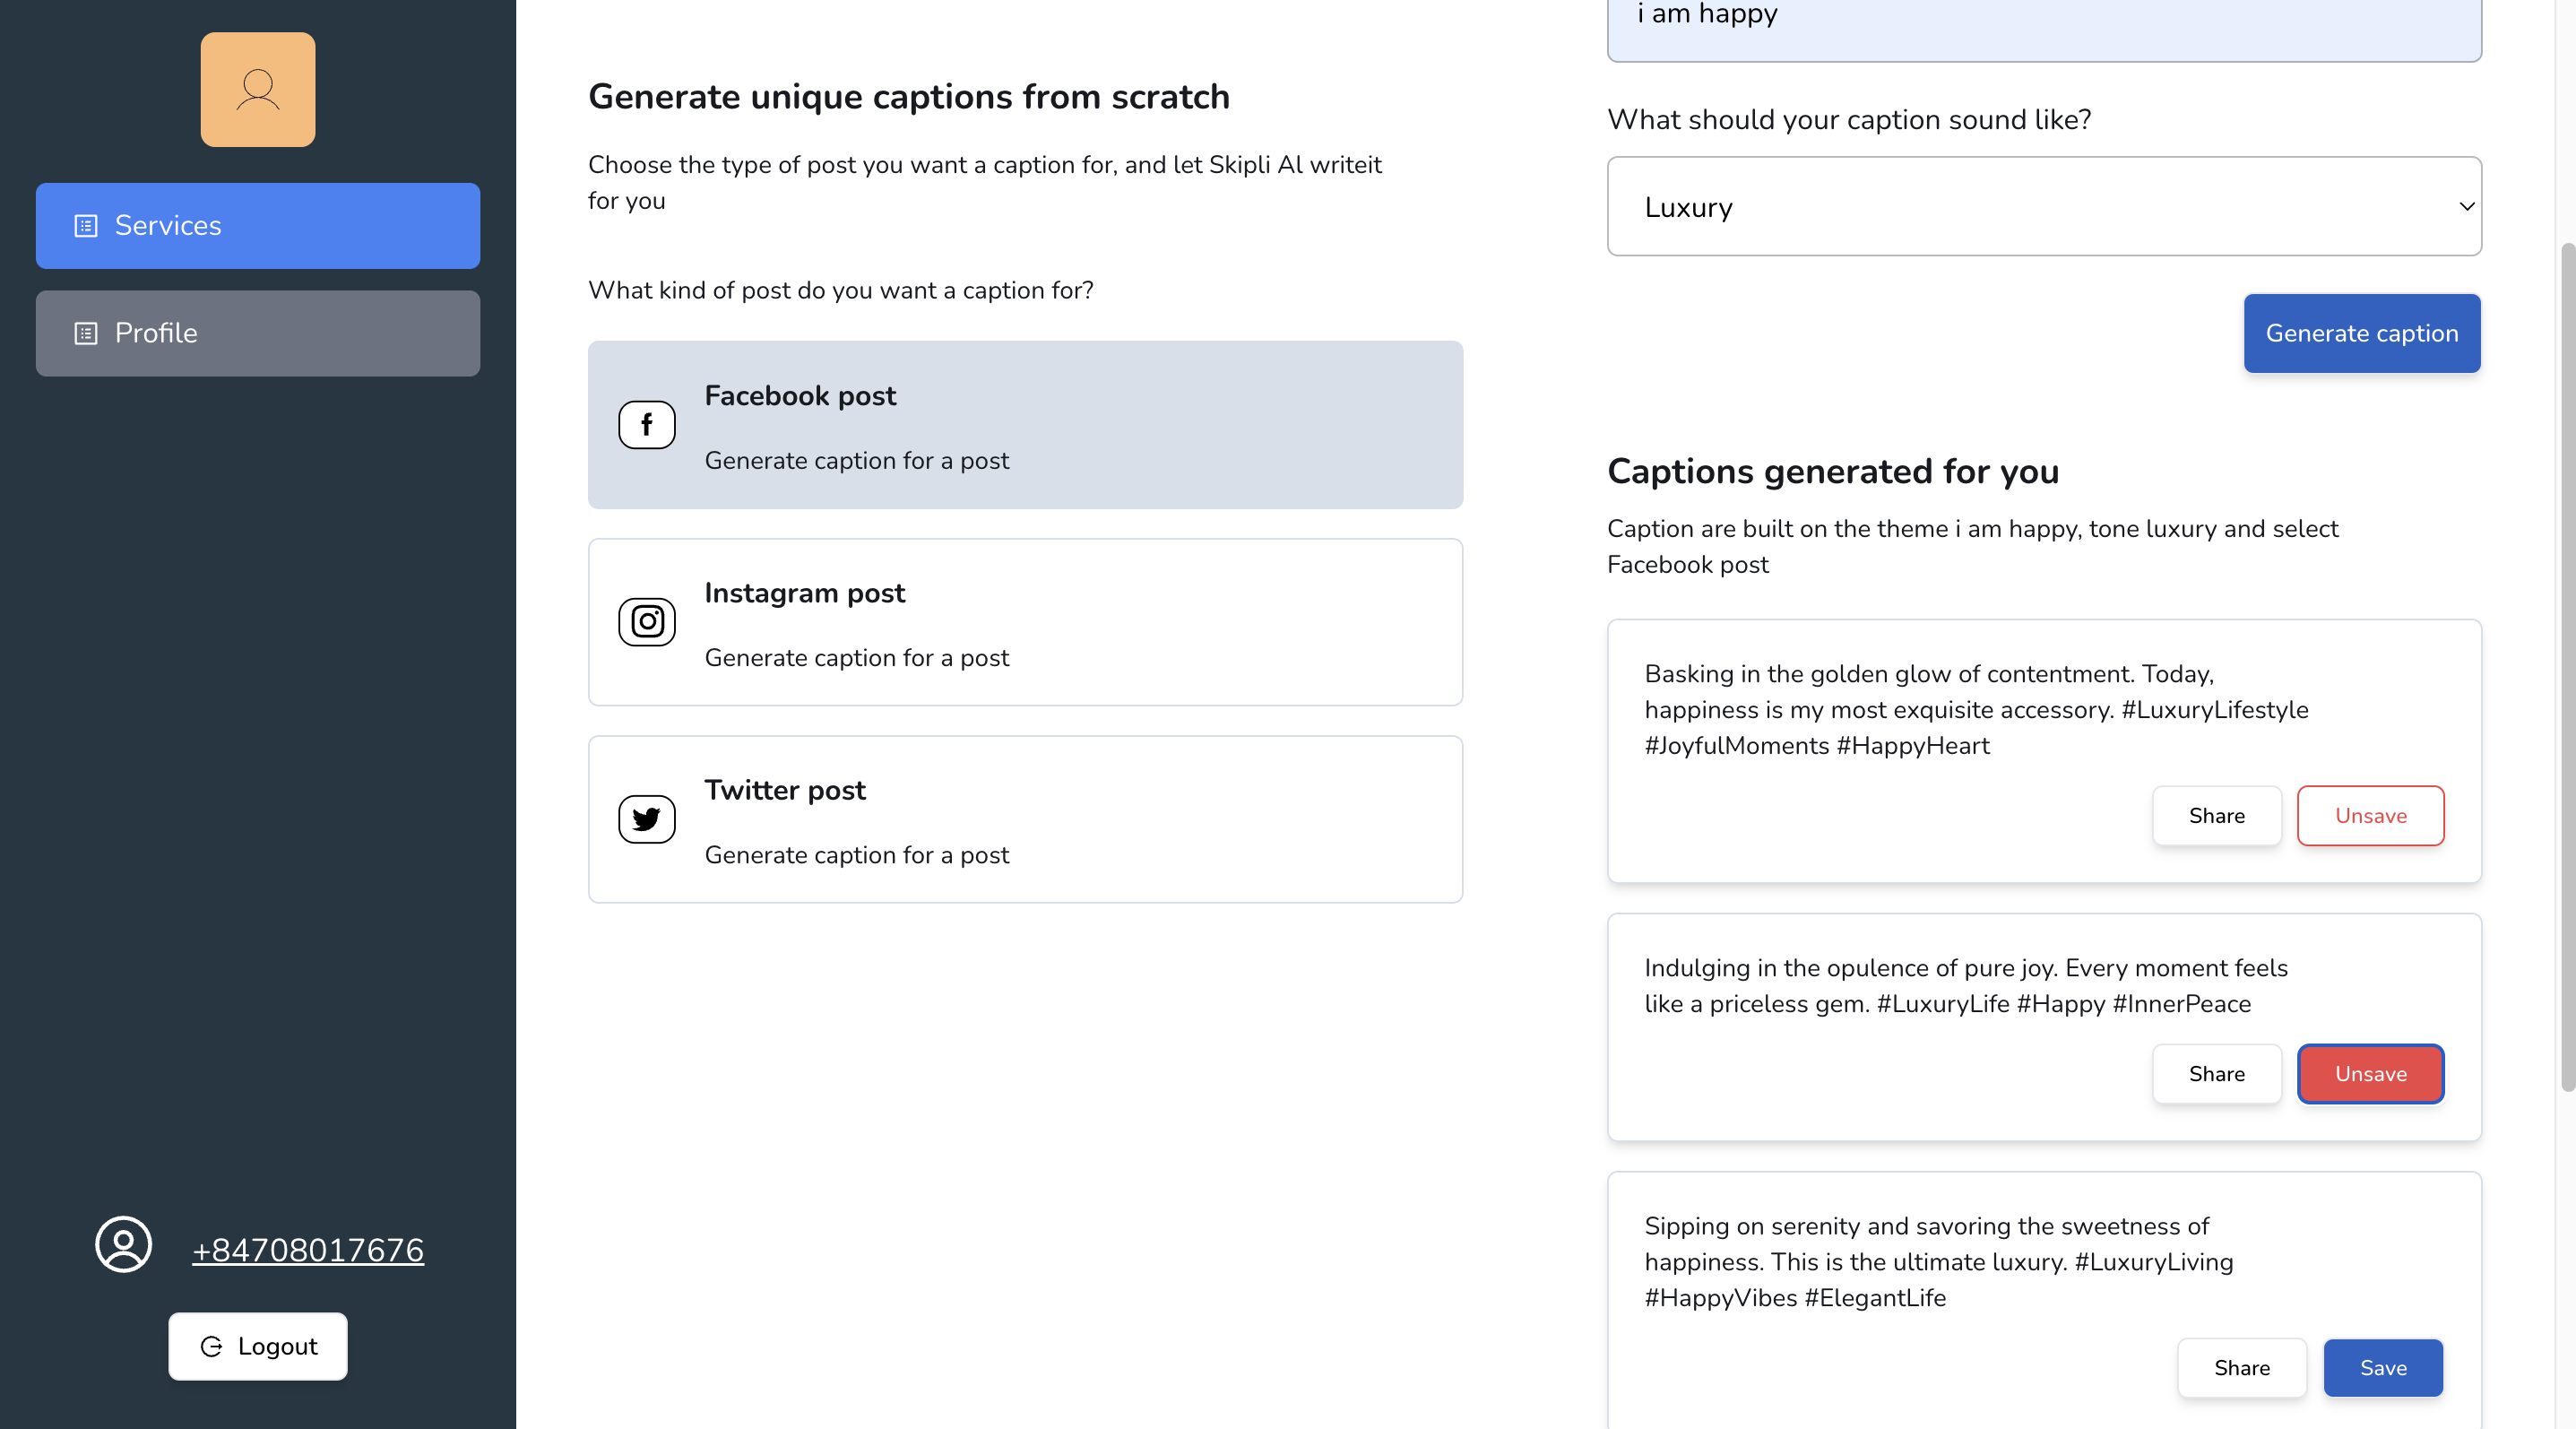 Services
Profile
+84708017676
Logout
Generate unique captions from scratch
Choose the type of post you want a caption for, and let Skipli Al writeit
for you
What kind of post do you want a caption for?
Facebook post
Generate caption for a post
Instagram post
Generate caption for a post
Twitter post
Generate caption for a post
i am happy
What should your caption sound like?
Luxury
Generate caption
Captions generated for you
Caption are built on the theme i am happy, tone luxury and select
Facebook post
Basking in the golden glow of contentment. Today,
happiness is my most exquisite accessory. #LuxuryLifestyle
#JoyfulMoments #HappyHeart
Share
Unsave
Indulging in the opulence of pure joy. Every moment feels
like a priceless gem. #LuxuryLife #Happy #InnerPeace
Share
Unsave
Sipping on serenity and savoring the sweetness of
happiness. This is the ultimate luxury. #LuxuryLiving
#HappyVibes #ElegantLife
Share
Save